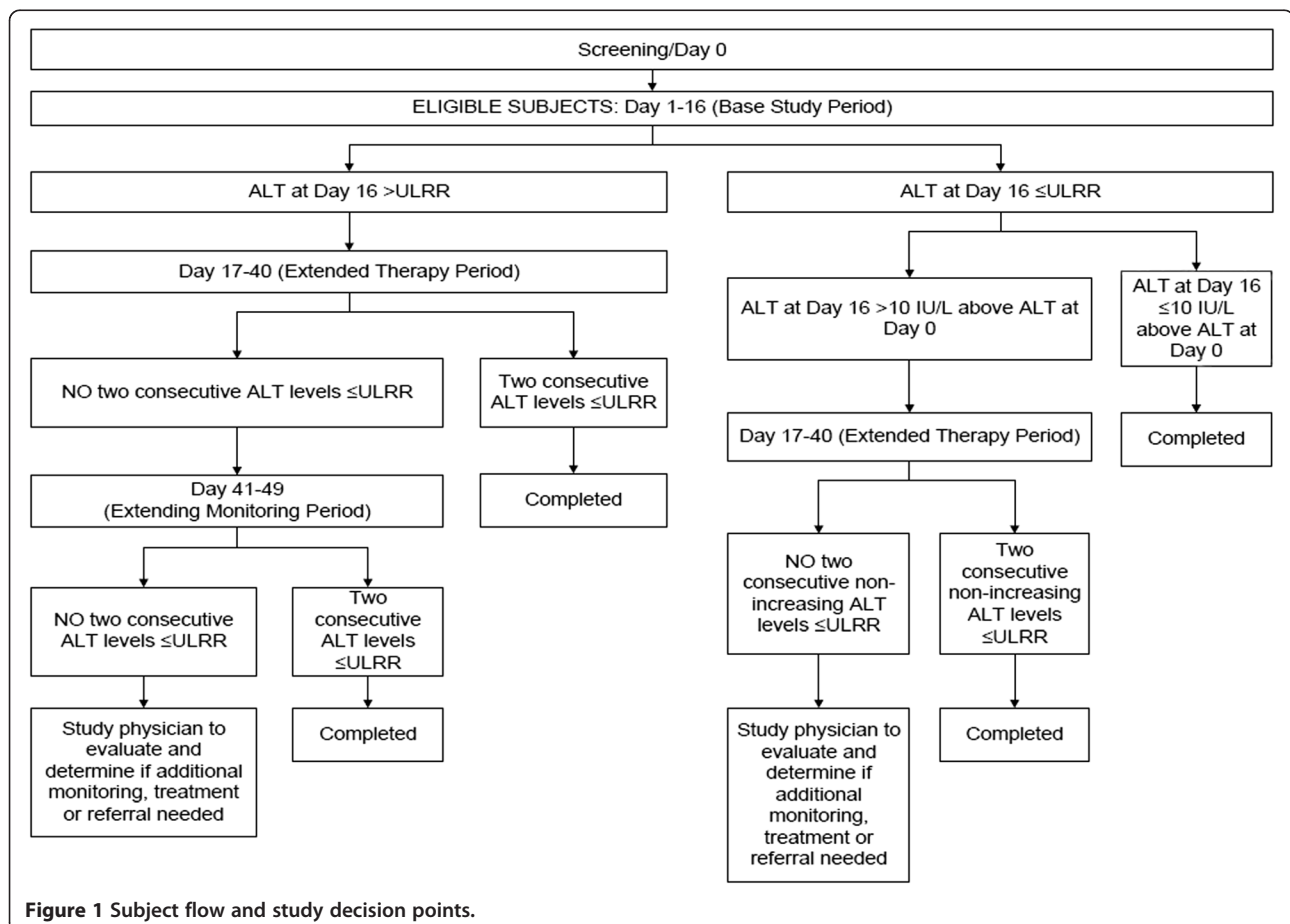 Screening/Day 0
ELIGIBLE SUBJECTS: Day 1-16 (Base Study Period)
ALT at Day 16 >ULRR
ALT at Day 16 ≤ULRR
Day 17-40 (Extended Therapy Period)
ALT at Day 16 >10 IU/L above ALT at
Day 0
ALT at Day 16
≤10 IU/L
above ALT at
Day 0
NO two consecutive ALT levels ≤ULRR
Two consecutive
ALT levels ≤ULRR
Day 17-40 (Extended Therapy Period)
Completed
Day 41-49
(Extending Monitoring Period)
Completed
NO two consecutive
ALT levels ≤ULRR
Two
consecutive
ALT levels
≤ULRR
NO two
consecutive non-
increasing ALT
levels ≤ULRR
Two
consecutive
non-increasing
ALT levels
≤ULRR
Study physician to
evaluate and
determine if additional
monitoring, treatment
or referral needed
Completed
Study physician to
evaluate and
determine if
additional
monitoring,
treatment or
referral needed
Completed
Figure 1 Subject flow and study decision points.